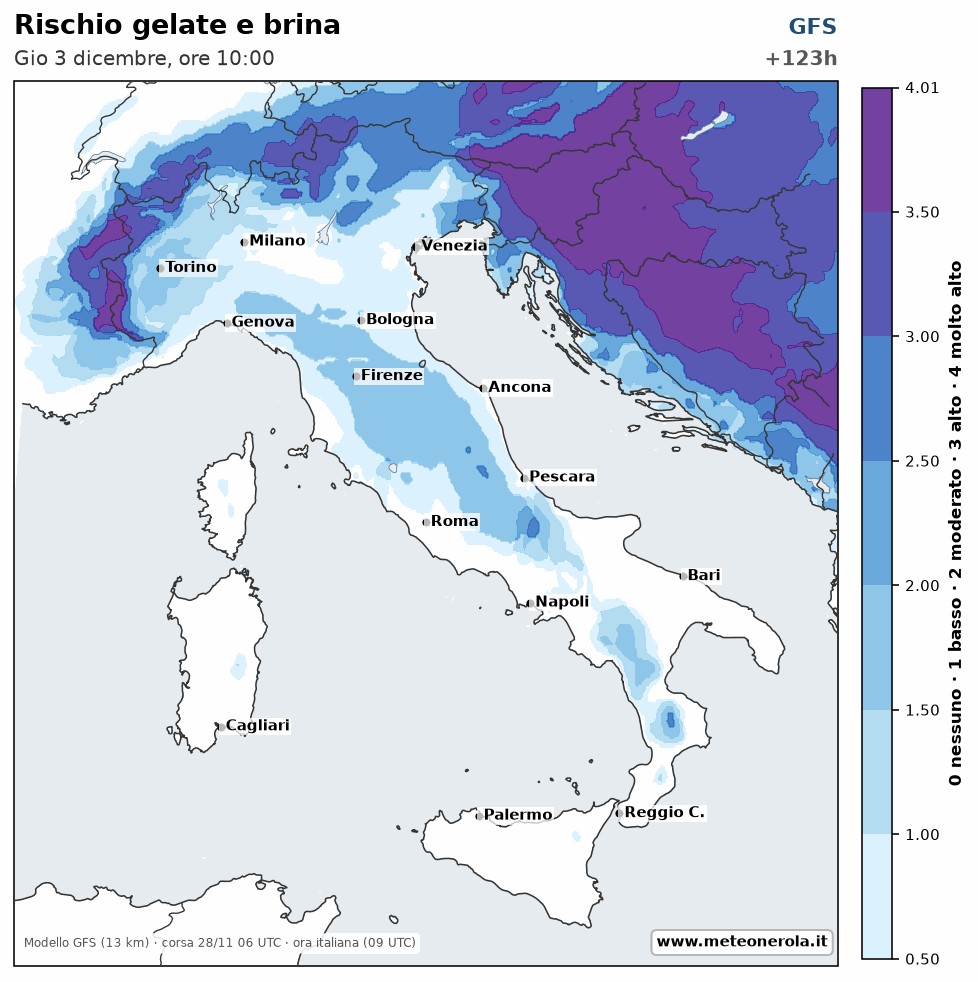 Rischio gelate e brina
GFS
Gio 3 dicembre, ore 10:00
+123h
4.01
3.50
3.00
2.50
2.00
1.50
1.00
0.50
0 nessuno · 1 basso · 2 moderato · 3 alto · 4 molto alto
Milano
Venezia
Torino
Genova
Bologna
Firenze
Ancona
Pescara
Roma
Bari
Napoli
Cagliari
Palermo
Reggio C.
Modello GFS (13 km) · corsa 28/11 06 UTC · ora italiana (09 UTC)
www.meteonerola.it